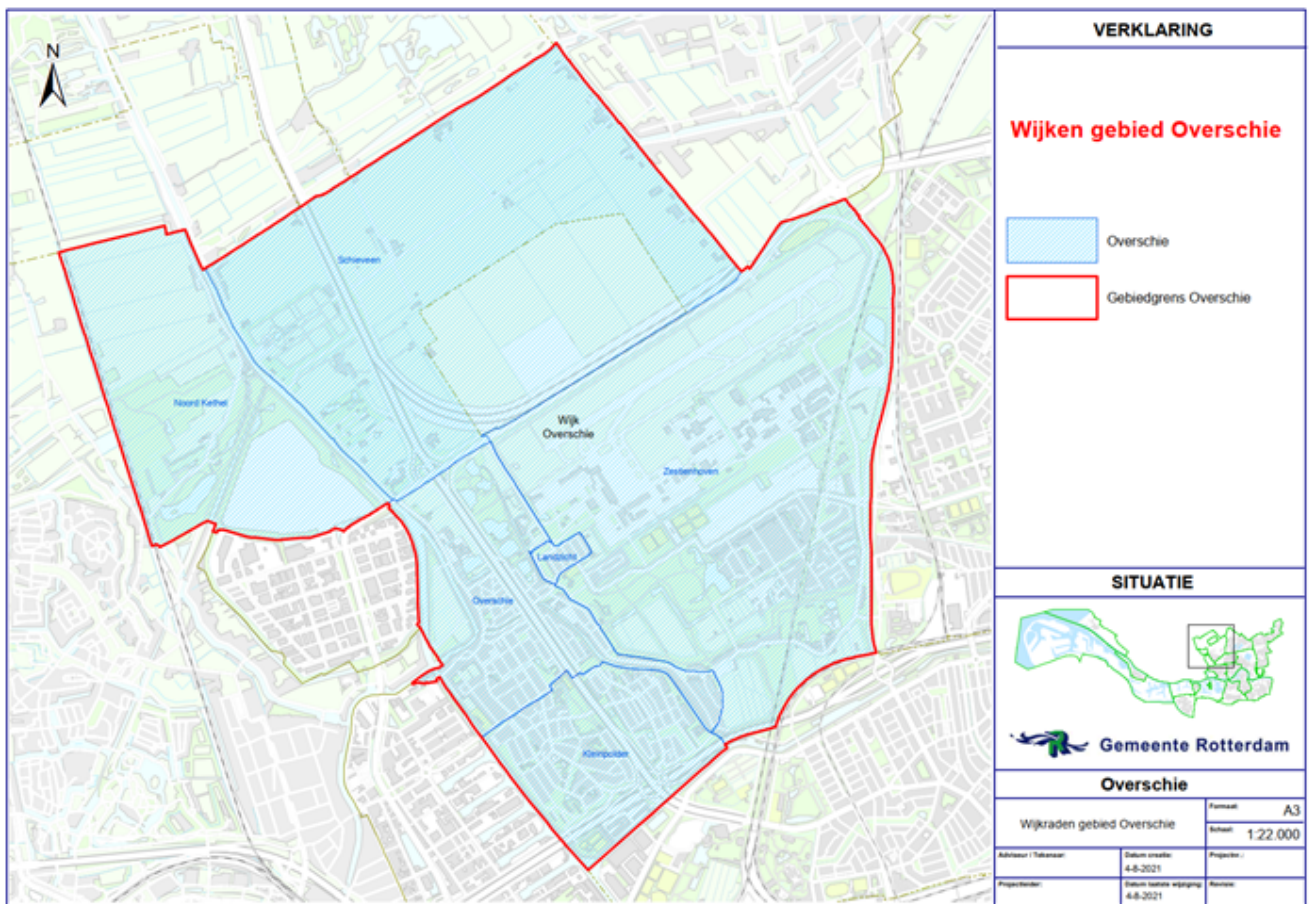 N
Schieveen
Noord Kethel
Wijk
Overschie
Zestienhoven
Landzicht
Overschie
Kleinpolder
VERKLARING
Wijken gebied Overschie
Overschie
Gebiedgrens Overschie
SITUATIE
Gemeente Rotterdam
Overschie
Wijkraden gebied Overschie
Formaat: A3
Schaal: 1:22.000
Adviseur / Tekenaar:
Datum creatie:
4-8-2021
Projectnr.:
Projectleider:
Datum laatste wijziging:
4-8-2021
Revisie: